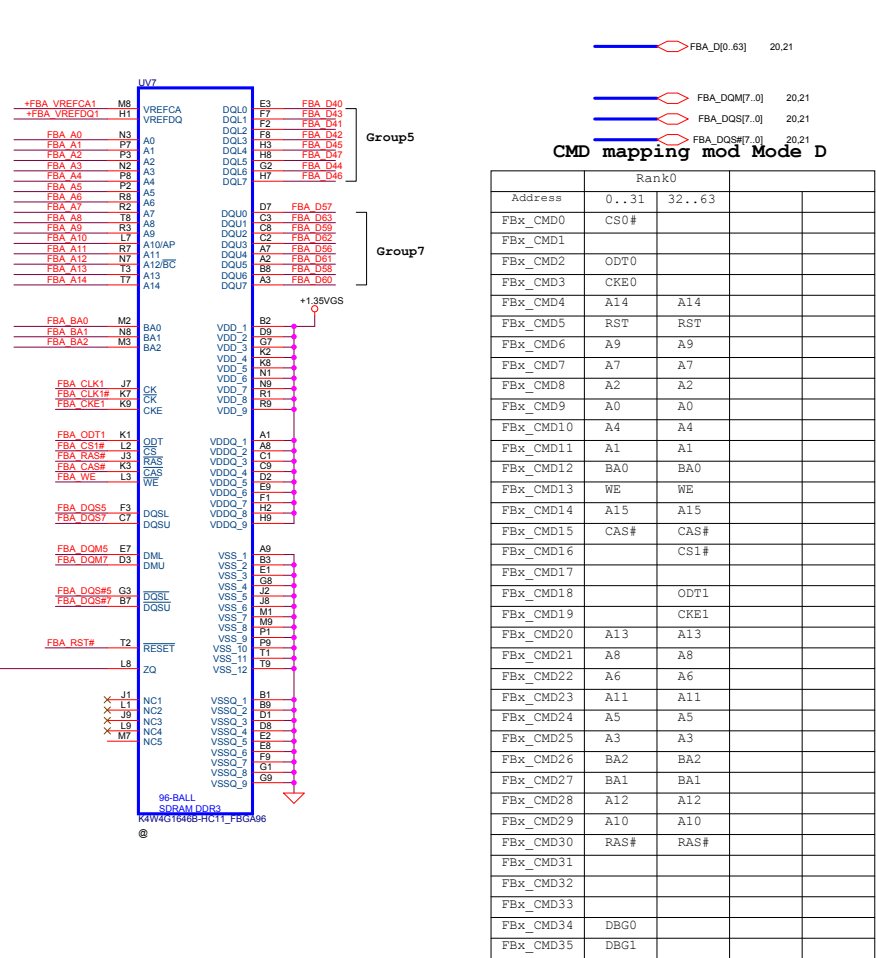 FBA_D[0..63] 20,21
FBA_DQM[7..0] 20,21
FBA_DQS[7..0] 20,21
FBA_DQS#[7..0] 20,21
UV7
+FBA_VREFCA1 M8 VREFCA
+FBA_VREFDQ1 H1 VREFDQ
FBA_A0 N3 A0
FBA_A1 P7 A1
FBA_A2 P3 A2
FBA_A3 N2 A3
FBA_A4 P8 A4
FBA_A5 P2 A5
FBA_A6 R8 A6
FBA_A7 R2 A7
FBA_A8 T8 A8
FBA_A9 R3 A9
FBA_A10 L7 A10/AP
FBA_A11 R7 A11
FBA_A12 N7 A12/BC
FBA_A13 T3 A13
FBA_A14 T7 A14
FBA_BA0 M2 BA0
FBA_BA1 N8 BA1
FBA_BA2 M3 BA2
FBA_CLK1 J7 CK
FBA_CLK1# K7 CK
FBA_CKE1 K9 CKE
FBA_ODT1 K1 ODT
FBA_CS1# L2 CS
FBA_RAS# J3 RAS
FBA_CAS# K3 CAS
FBA_WE L3 WE
FBA_DQS5 F3 DQSL
FBA_DQS7 C7 DQSU
FBA_DQM5 E7 DML
FBA_DQM7 D3 DMU
FBA_DQS#5 G3 DQSL
FBA_DQS#7 B7 DQSU
FBA_RST# T2 RESET
L8 ZQ
J1 NC1
L1 NC2
J9 NC3
L9 NC4
M7 NC5
DQL0 E3 FBA_D40
DQL1 F7 FBA_D43
DQL2 F2 FBA_D41
DQL3 F8 FBA_D42
DQL4 H3 FBA_D45
DQL5 H8 FBA_D47
DQL6 G2 FBA_D44
DQL7 H7 FBA_D46
Group5
DQU0 D7 FBA_D57
DQU1 C3 FBA_D63
DQU2 C8 FBA_D59
DQU3 C2 FBA_D62
DQU4 A7 FBA_D56
DQU5 A2 FBA_D61
DQU6 B8 FBA_D58
DQU7 A3 FBA_D60
Group7
+1.35VGS
VDD_1 B2
VDD_2 D9
VDD_3 G7
VDD_4 K2
VDD_5 K8
VDD_6 N1
VDD_7 N9
VDD_8 R1
VDD_9 R9
VDDQ_1 A1
VDDQ_2 A8
VDDQ_3 C1
VDDQ_4 C9
VDDQ_5 D2
VDDQ_6 E9
VDDQ_7 F1
VDDQ_8 H2
VDDQ_9 H9
VSS_1 A9
VSS_2 B3
VSS_3 E1
VSS_4 G8
VSS_5 J2
VSS_6 J8
VSS_7 M1
VSS_8 M9
VSS_9 P1
VSS_10 P9
VSS_11 T1
VSS_12 T9
VSSQ_1 B1
VSSQ_2 B9
VSSQ_3 D1
VSSQ_4 D8
VSSQ_5 E2
VSSQ_6 E8
VSSQ_7 F9
VSSQ_8 G1
VSSQ_9 G9
96-BALL
SDRAM DDR3
K4W4G1646B-HC11_FBGA96
@
CMD mapping mod Mode D
Rank0
Address 0..31 32..63
FBx_CMD0 CS0#
FBx_CMD1
FBx_CMD2 ODT0
FBx_CMD3 CKE0
FBx_CMD4 A14 A14
FBx_CMD5 RST RST
FBx_CMD6 A9 A9
FBx_CMD7 A7 A7
FBx_CMD8 A2 A2
FBx_CMD9 A0 A0
FBx_CMD10 A4 A4
FBx_CMD11 A1 A1
FBx_CMD12 BA0 BA0
FBx_CMD13 WE WE
FBx_CMD14 A15 A15
FBx_CMD15 CAS# CAS#
FBx_CMD16 CS1#
FBx_CMD17
FBx_CMD18 ODT1
FBx_CMD19 CKE1
FBx_CMD20 A13 A13
FBx_CMD21 A8 A8
FBx_CMD22 A6 A6
FBx_CMD23 A11 A11
FBx_CMD24 A5 A5
FBx_CMD25 A3 A3
FBx_CMD26 BA2 BA2
FBx_CMD27 BA1 BA1
FBx_CMD28 A12 A12
FBx_CMD29 A10 A10
FBx_CMD30 RAS# RAS#
FBx_CMD31
FBx_CMD32
FBx_CMD33
FBx_CMD34 DBG0
FBx_CMD35 DBG1